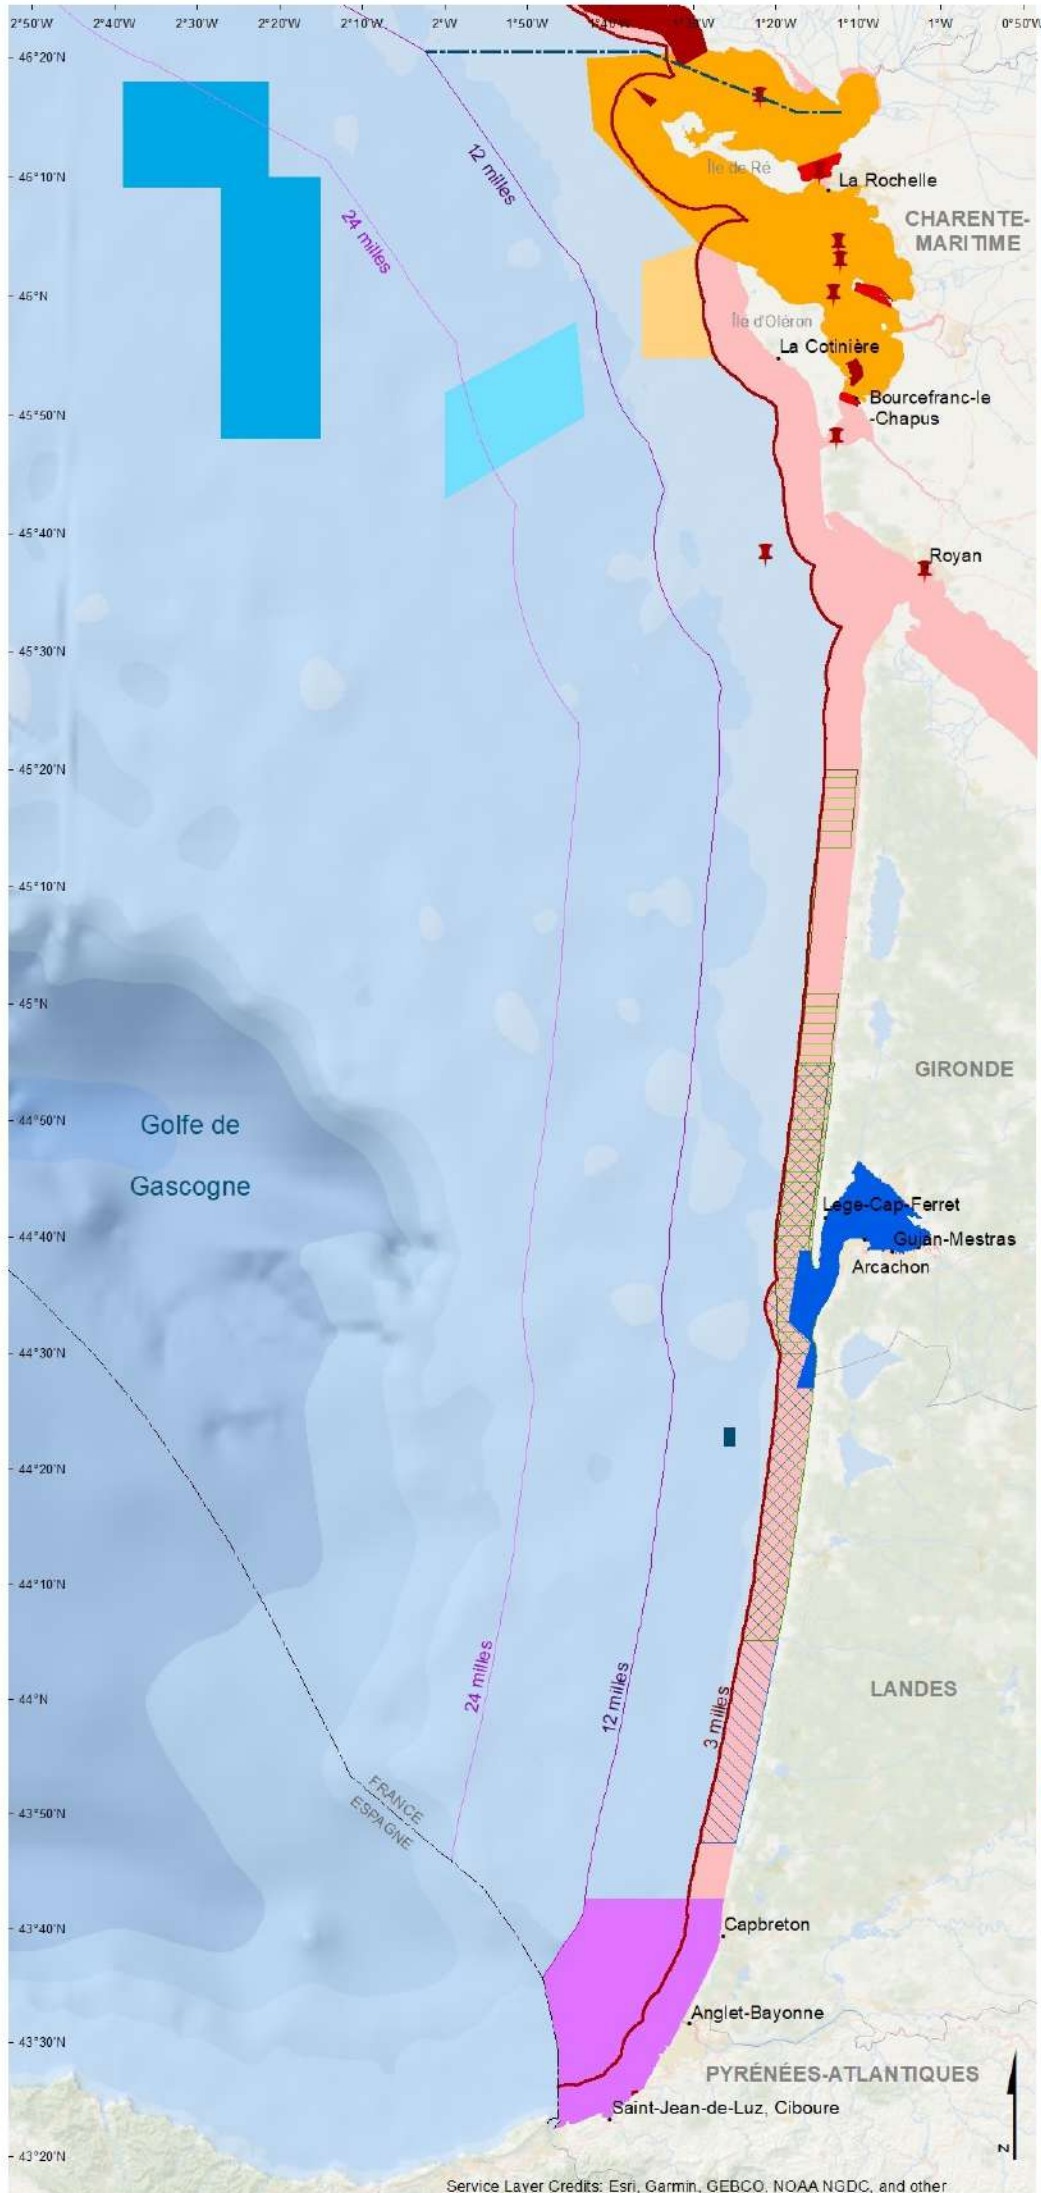 2°50'W 2°40'W 2°30'W 2°20'W 2°10'W 2°W 1°50'W 1°40'W 1°30'W 1°20'W 1°10'W 1°W 0°50'W
46°20'N
12 milles
Île de Ré
46°10'N
La Rochelle
24 milles
CHARENTE-
MARITIME
46°N
Île d'Oléron
La Cotinière
45°50'N
Bourcefranc-le
-Chapus
45°40'N
Royan
45°30'N
45°20'N
45°10'N
45°N
GIRONDE
44°50'N
Golfe de
Gascogne
Lege-Cap-Ferret
44°40'N
Gujan-Mestras
Arcachon
44°30'N
44°20'N
44°10'N
24 milles
12 milles
3 milles
44°N
LANDES
FRANCE
ESPAGNE
43°50'N
43°40'N
Capbreton
Anglet-Bayonne
43°30'N
PYRÉNÉES-ATLANTIQUES
Saint-Jean-de-Luz, Ciboure
N
43°20'N
Service Layer Credits: Esri, Garmin, GEBCO, NOAA NGDC, and other